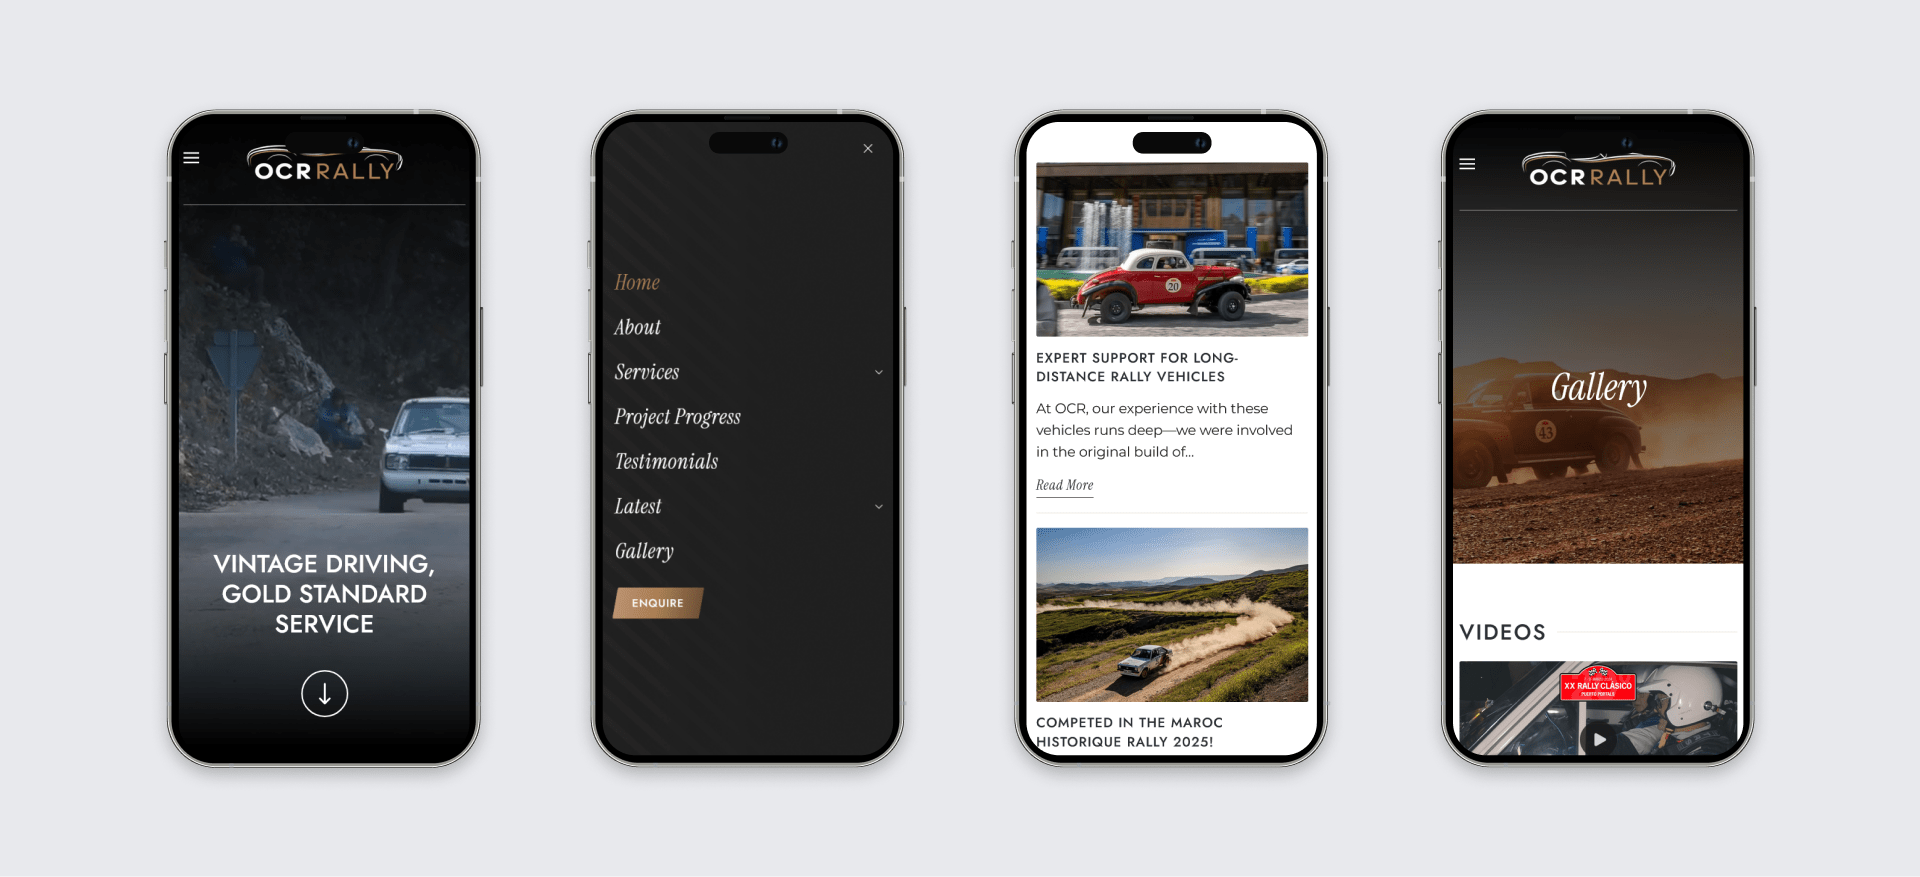 OCR RALLY
VINTAGE DRIVING,
GOLD STANDARD
SERVICE
Home
About
Services
Project Progress
Testimonials
Latest
Gallery
ENQUIRE
20
EXPERT SUPPORT FOR LONG-
DISTANCE RALLY VEHICLES
At OCR, our experience with these
vehicles runs deep—we were involved
in the original build of...
Read More
COMPETED IN THE MAROC
HISTORIQUE RALLY 2025!
OCR RALLY
Gallery
43
VIDEOS
XX RALLY CLÁSICO
PUERTO PORTALS